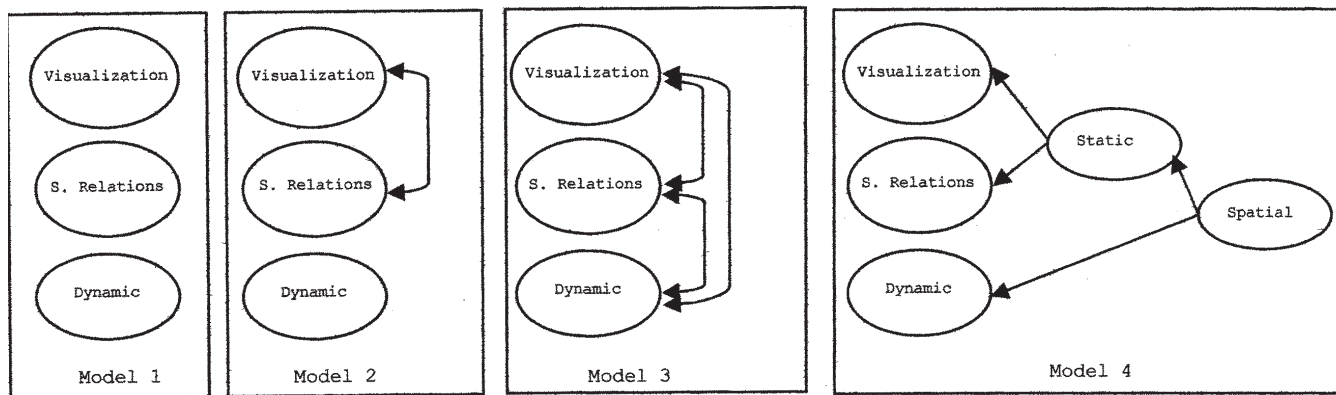 Visualization
S. Relations
Dynamic
Model 1
Visualization
S. Relations
Dynamic
Model 2
Visualization
S. Relations
Dynamic
Model 3
Visualization
S. Relations
Dynamic
Static
Spatial
Model 4